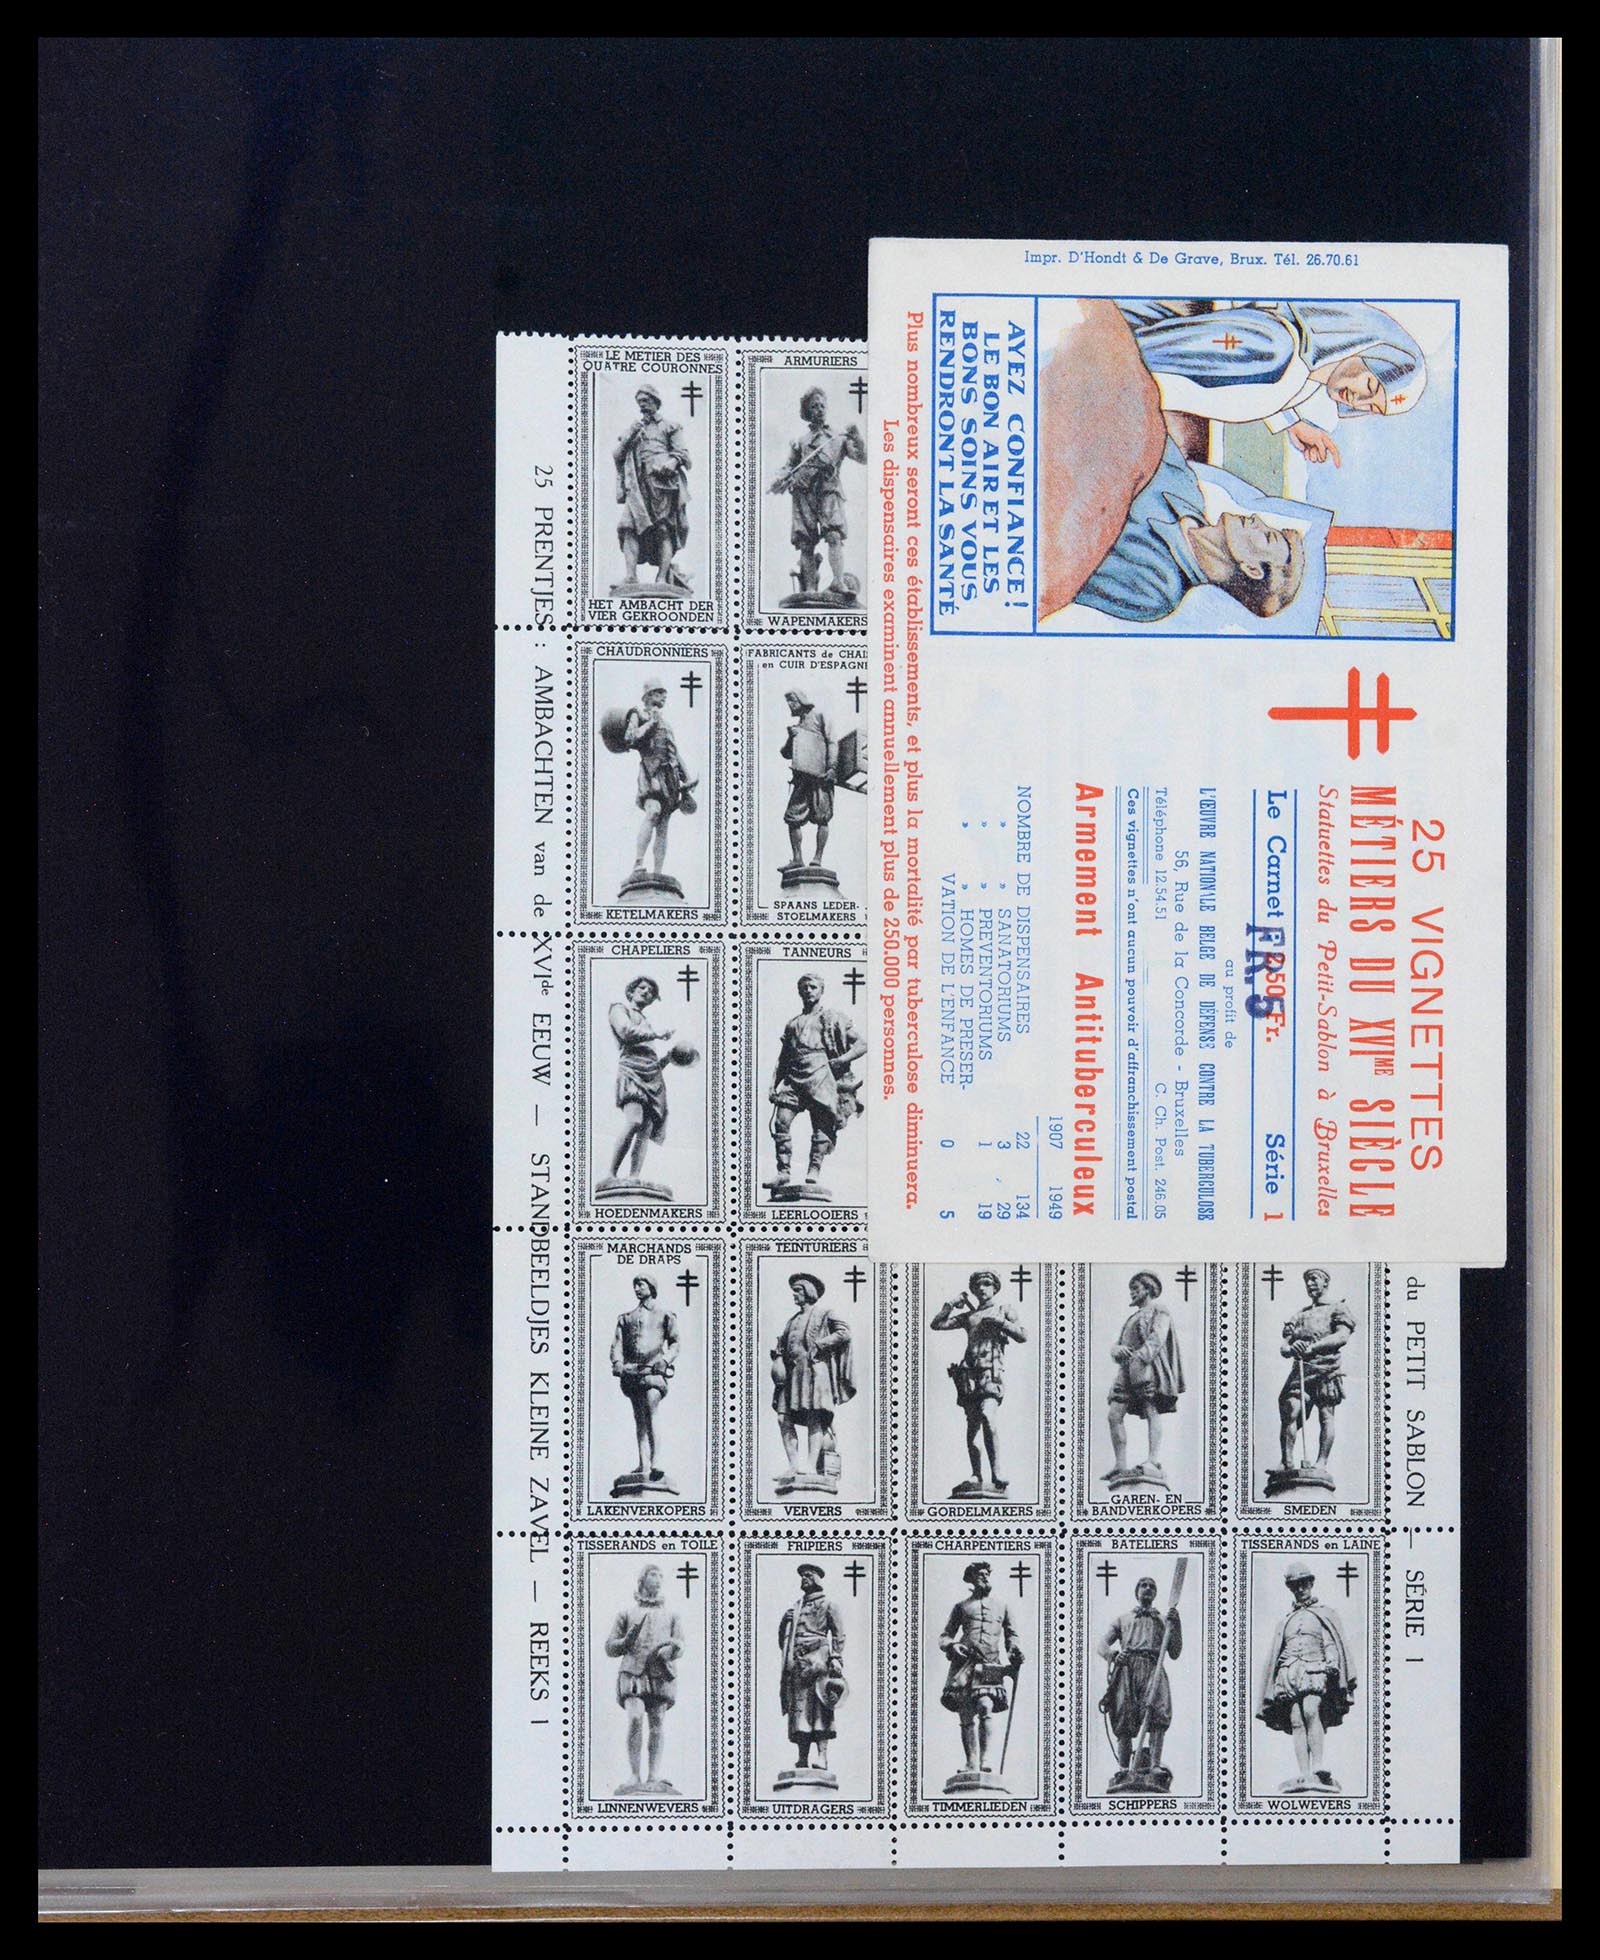 Impr. D'Hondt & De Grave, Brux. Tél. 26.70.61
AYEZ CONFIANCE!
LE BON AIR ET LES
BONS SOINS VOUS
RENDRONT LA SANTÉ
25 VIGNETTES
MÉTIERS DU XVIME SIÈCLE
Statuettes du Petit-Sablon à Bruxelles
Le Carnet 2.50 Fr. Série 1
FR. 5
au profit de
L'ŒUVRE NATIONALE BELGE DE DÉFENSE CONTRE LA TUBERCULOSE
56, Rue de la Concorde - Bruxelles
Téléphone 12.54.51 C. Ch. Post. 246.05
Ces vignettes n'ont aucun pouvoir d'affranchissement postal
Armement Antituberculeux
1907 1949
NOMBRE DE DISPENSAIRES 22 134
» » SANATORIUMS 3 29
» » PREVENTORIUMS 1 19
» » HOMES DE PRESER-
VATION DE L'ENFANCE 0 5
Plus nombreux seront ces établissements, et plus la mortalité par tuberculose diminuera.
Les dispensaires examinent annuellement plus de 250.000 personnes.
25 PRENTJES: AMBACHTEN van de XVIde EEUW — STANDBEELDJES KLEINE ZAVEL — REEKS 1
du PETIT SABLON — SÉRIE 1
LE METIER DES
QUATRE COURONNES
HET AMBACHT DER
VIER GEKROONDEN
ARMURIERS
WAPENMAKERS
CHAUDRONNIERS
KETELMAKERS
FABRICANTS de CHAI
en CUIR D'ESPAGN
SPAANS LEDER-
STOELMAKERS
CHAPELIERS
HOEDENMAKERS
TANNEURS
LEERLOOIERS
MARCHANDS
DE DRAPS
LAKENVERKOPERS
TEINTURIERS
VERVERS
GORDELMAKERS
GAREN- EN
BANDVERKOPERS
SMEDEN
TISSERANDS en TOILE
LINNENWEVERS
FRIPIERS
UITDRAGERS
CHARPENTIERS
TIMMERLIEDEN
BATELIERS
SCHIPPERS
TISSERANDS en LAINE
WOLWEVERS